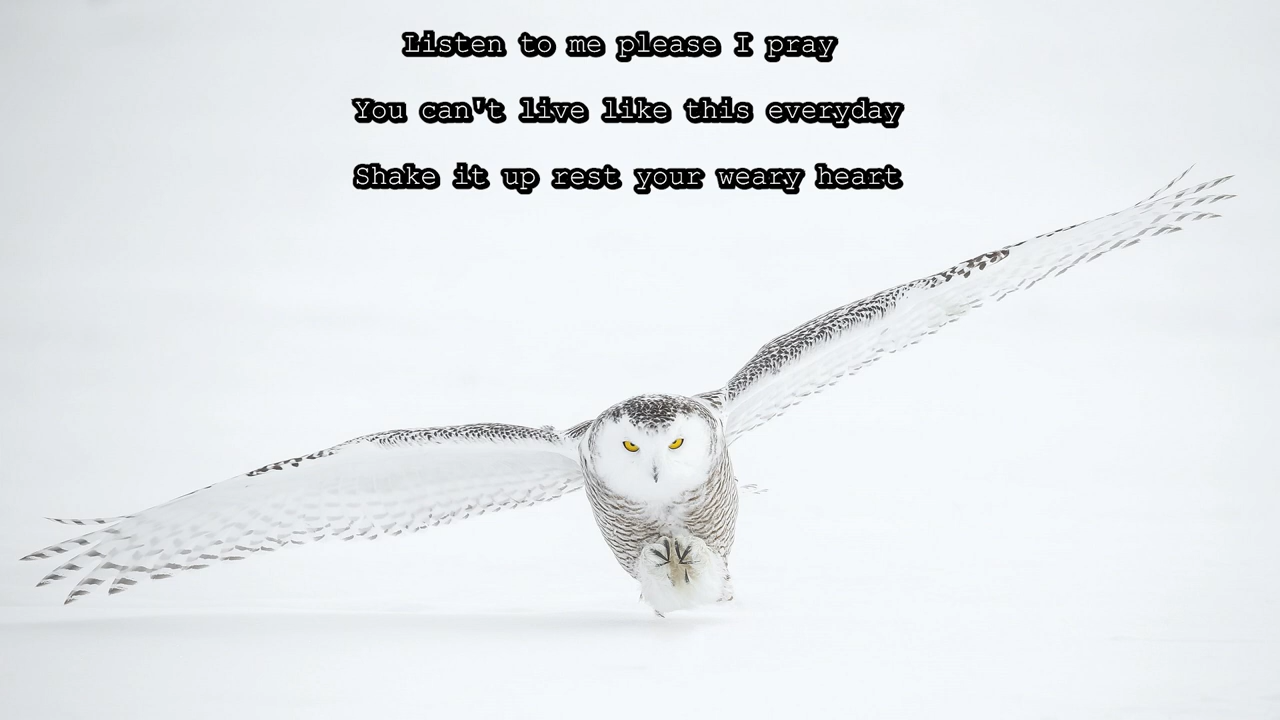 Listen to me please I pray
You can't live like this everyday
Shake it up rest your weary heart